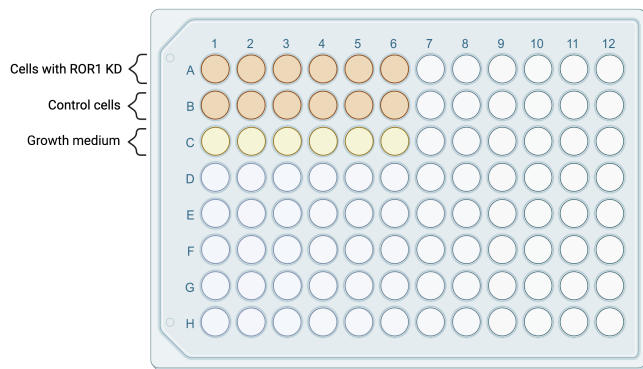 1 2 3 4 5 6 7 8 9 10 11 12
Cells with ROR1 KD A
Control cells B
Growth medium C
D
E
F
G
H